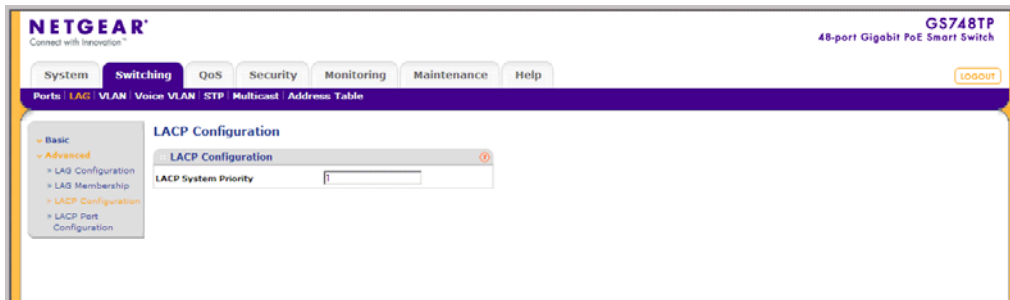 NETGEAR®
Connect with Innovation™
GS748TP
48-port Gigabit PoE Smart Switch
System Switching QoS Security Monitoring Maintenance Help
LOGOUT
Ports LAG VLAN Voice VLAN STP Multicast Address Table
Basic
Advanced
» LAG Configuration
» LAG Membership
» LACP Configuration
» LACP Port
Configuration
LACP Configuration
LACP Configuration ?
LACP System Priority 1